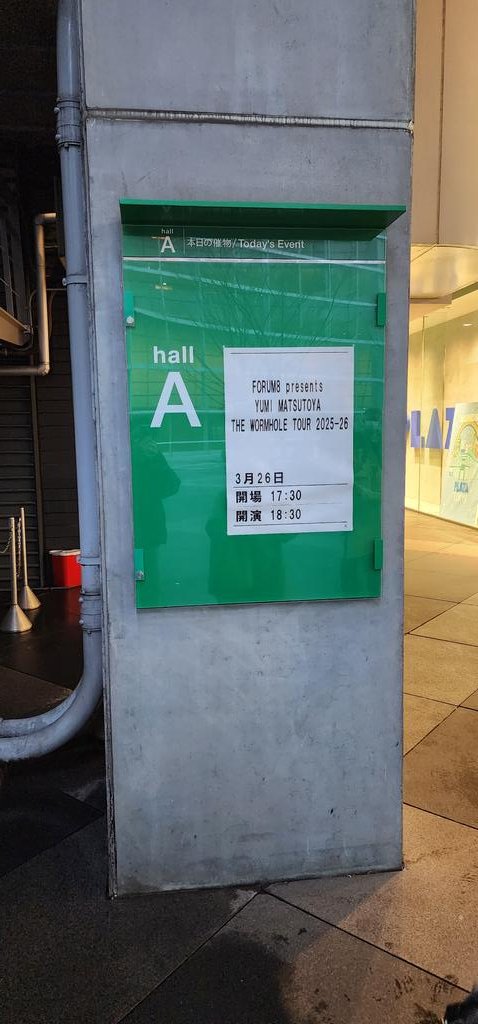 hall
A 本日の催物/Today's Event
hall
A
FORUM8 presents
YUMI MATSUTOYA
THE WORMHOLE TOUR 2025-26
3月26日
開場 17:30
開演 18:30
PLAZA